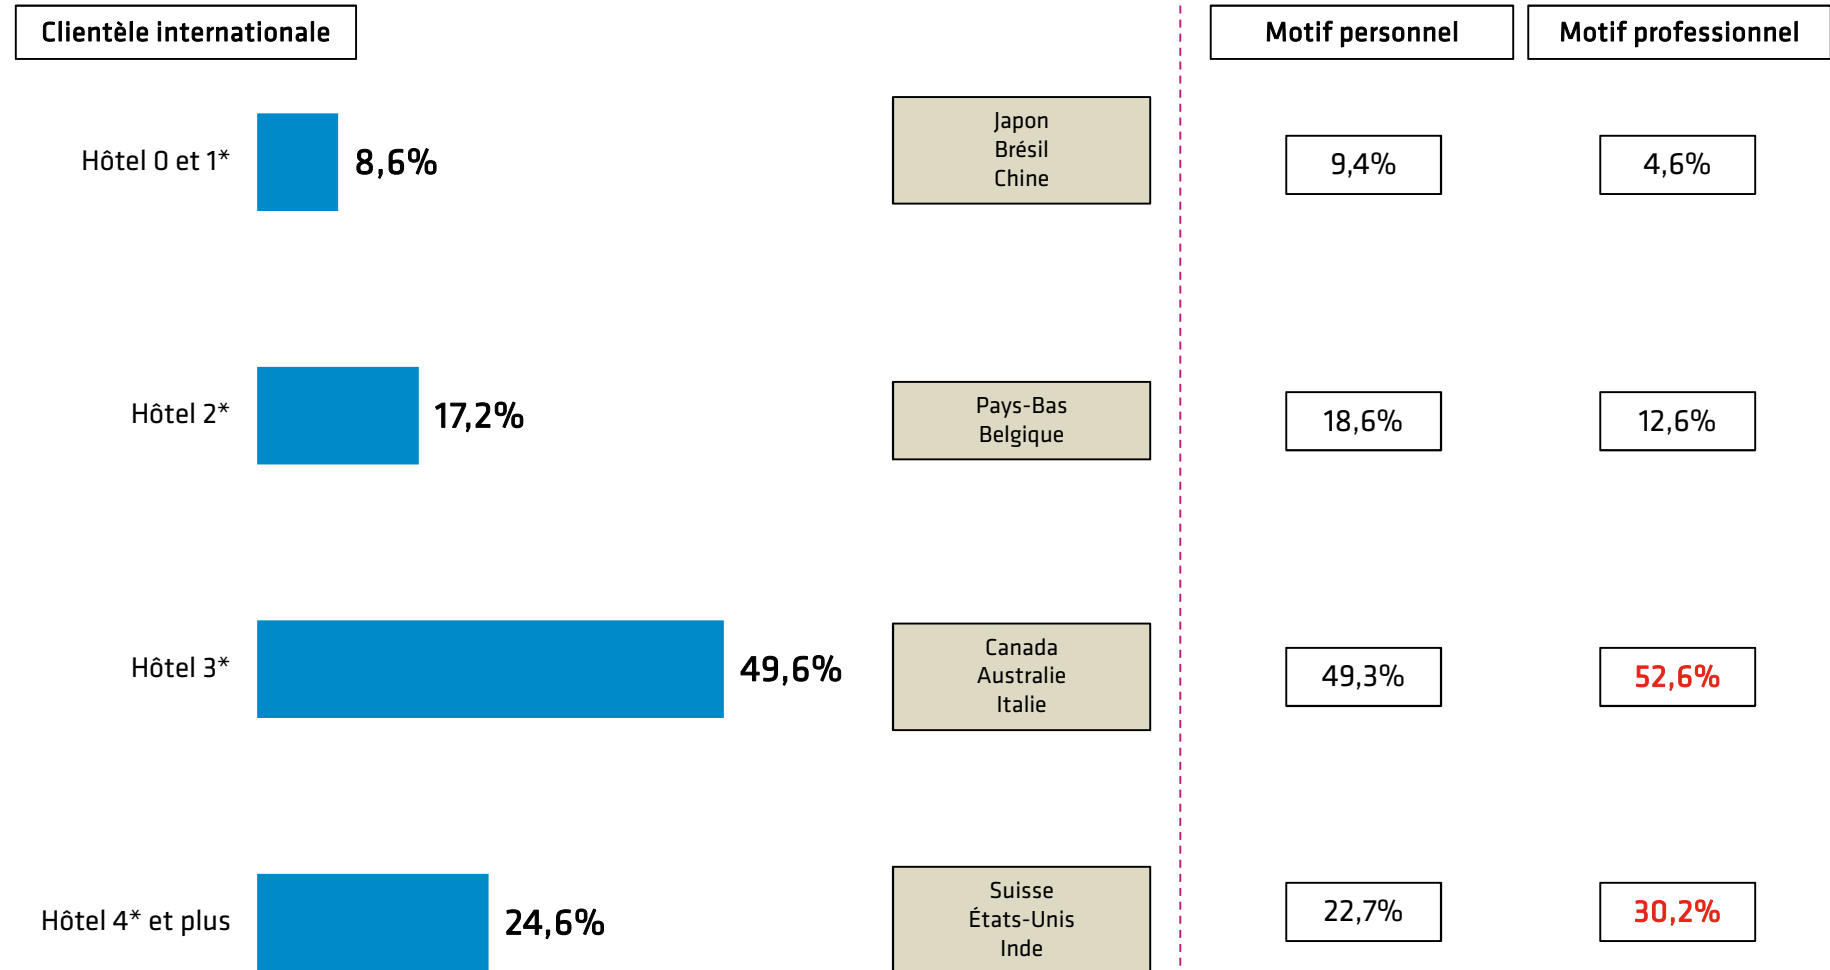 Clientèle internationale
Motif personnel
Motif professionnel
Hôtel 0 et 1*
8,6%
Japon
Brésil
Chine
9,4%
4,6%
Hôtel 2*
17,2%
Pays-Bas
Belgique
18,6%
12,6%
Hôtel 3*
49,6%
Canada
Australie
Italie
49,3%
52,6%
Hôtel 4* et plus
24,6%
Suisse
États-Unis
Inde
22,7%
30,2%